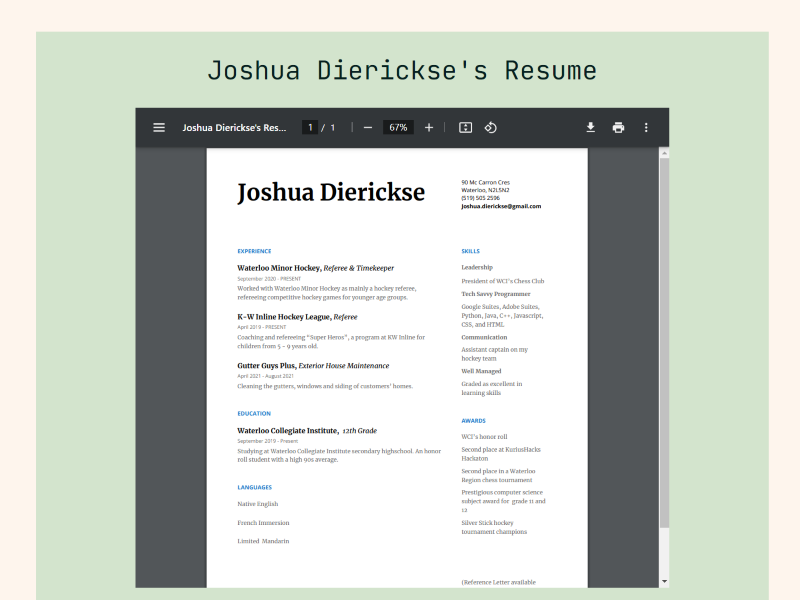 Joshua Dierickse's Resume
Joshua Dierickse's Res...
1 / 1
67%
Joshua Dierickse
90 Mc Carron Cres
Waterloo, N2L5N2
(519) 505 2596
Joshua.dierickse@gmail.com
EXPERIENCE
Waterloo Minor Hockey, Referee & Timekeeper
September 2020 - PRESENT
Worked with Waterloo Minor Hockey as mainly a hockey referee,
refereeing competitive hockey games for younger age groups.
K-W Inline Hockey League, Referee
April 2019 - PRESENT
Coaching and refereeing “Super Heros”, a program at KW Inline for
children from 5 - 9 years old.
Gutter Guys Plus, Exterior House Maintenance
April 2021 - August 2021
Cleaning the gutters, windows and siding of customers' homes.
EDUCATION
Waterloo Collegiate Institute, 12th Grade
September 2019 - Present
Studying at Waterloo Collegiate Institute secondary highschool. An honor
roll student with a high 90s average.
LANGUAGES
Native English
French Immersion
Limited Mandarin
SKILLS
Leadership
President of WCI's Chess Club
Tech Savvy Programmer
Google Suites, Adobe Suites,
Python, Java, C++, Javascript,
CSS, and HTML
Communication
Assistant captain on my
hockey team
Well Managed
Graded as excellent in
learning skills
AWARDS
WCI's honor roll
Second place at KuriusHacks
Hackaton
Second place in a Waterloo
Region chess tournament
Prestigious computer science
subject award for grade 11 and
12
Silver Stick hockey
tournament champions
(Reference Letter available